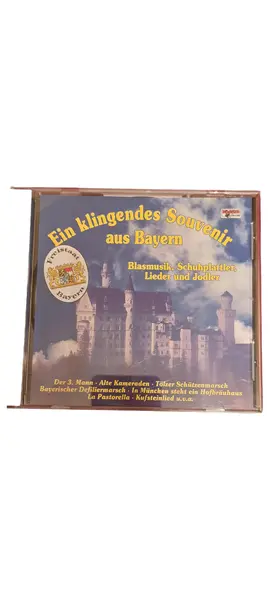 Ein klingendes Souvenir
aus Bayern
Freistaat
Bayern
Blasmusik, Schuhplattler,
Lieder und Jodler
Der 3. Mann · Alte Kameraden · Tölzer Schützenmarsch
Bayerischer Defiliermarsch · In München steht ein Hofbräuhaus
La Pastorella · Kufsteinlied u.v.a.